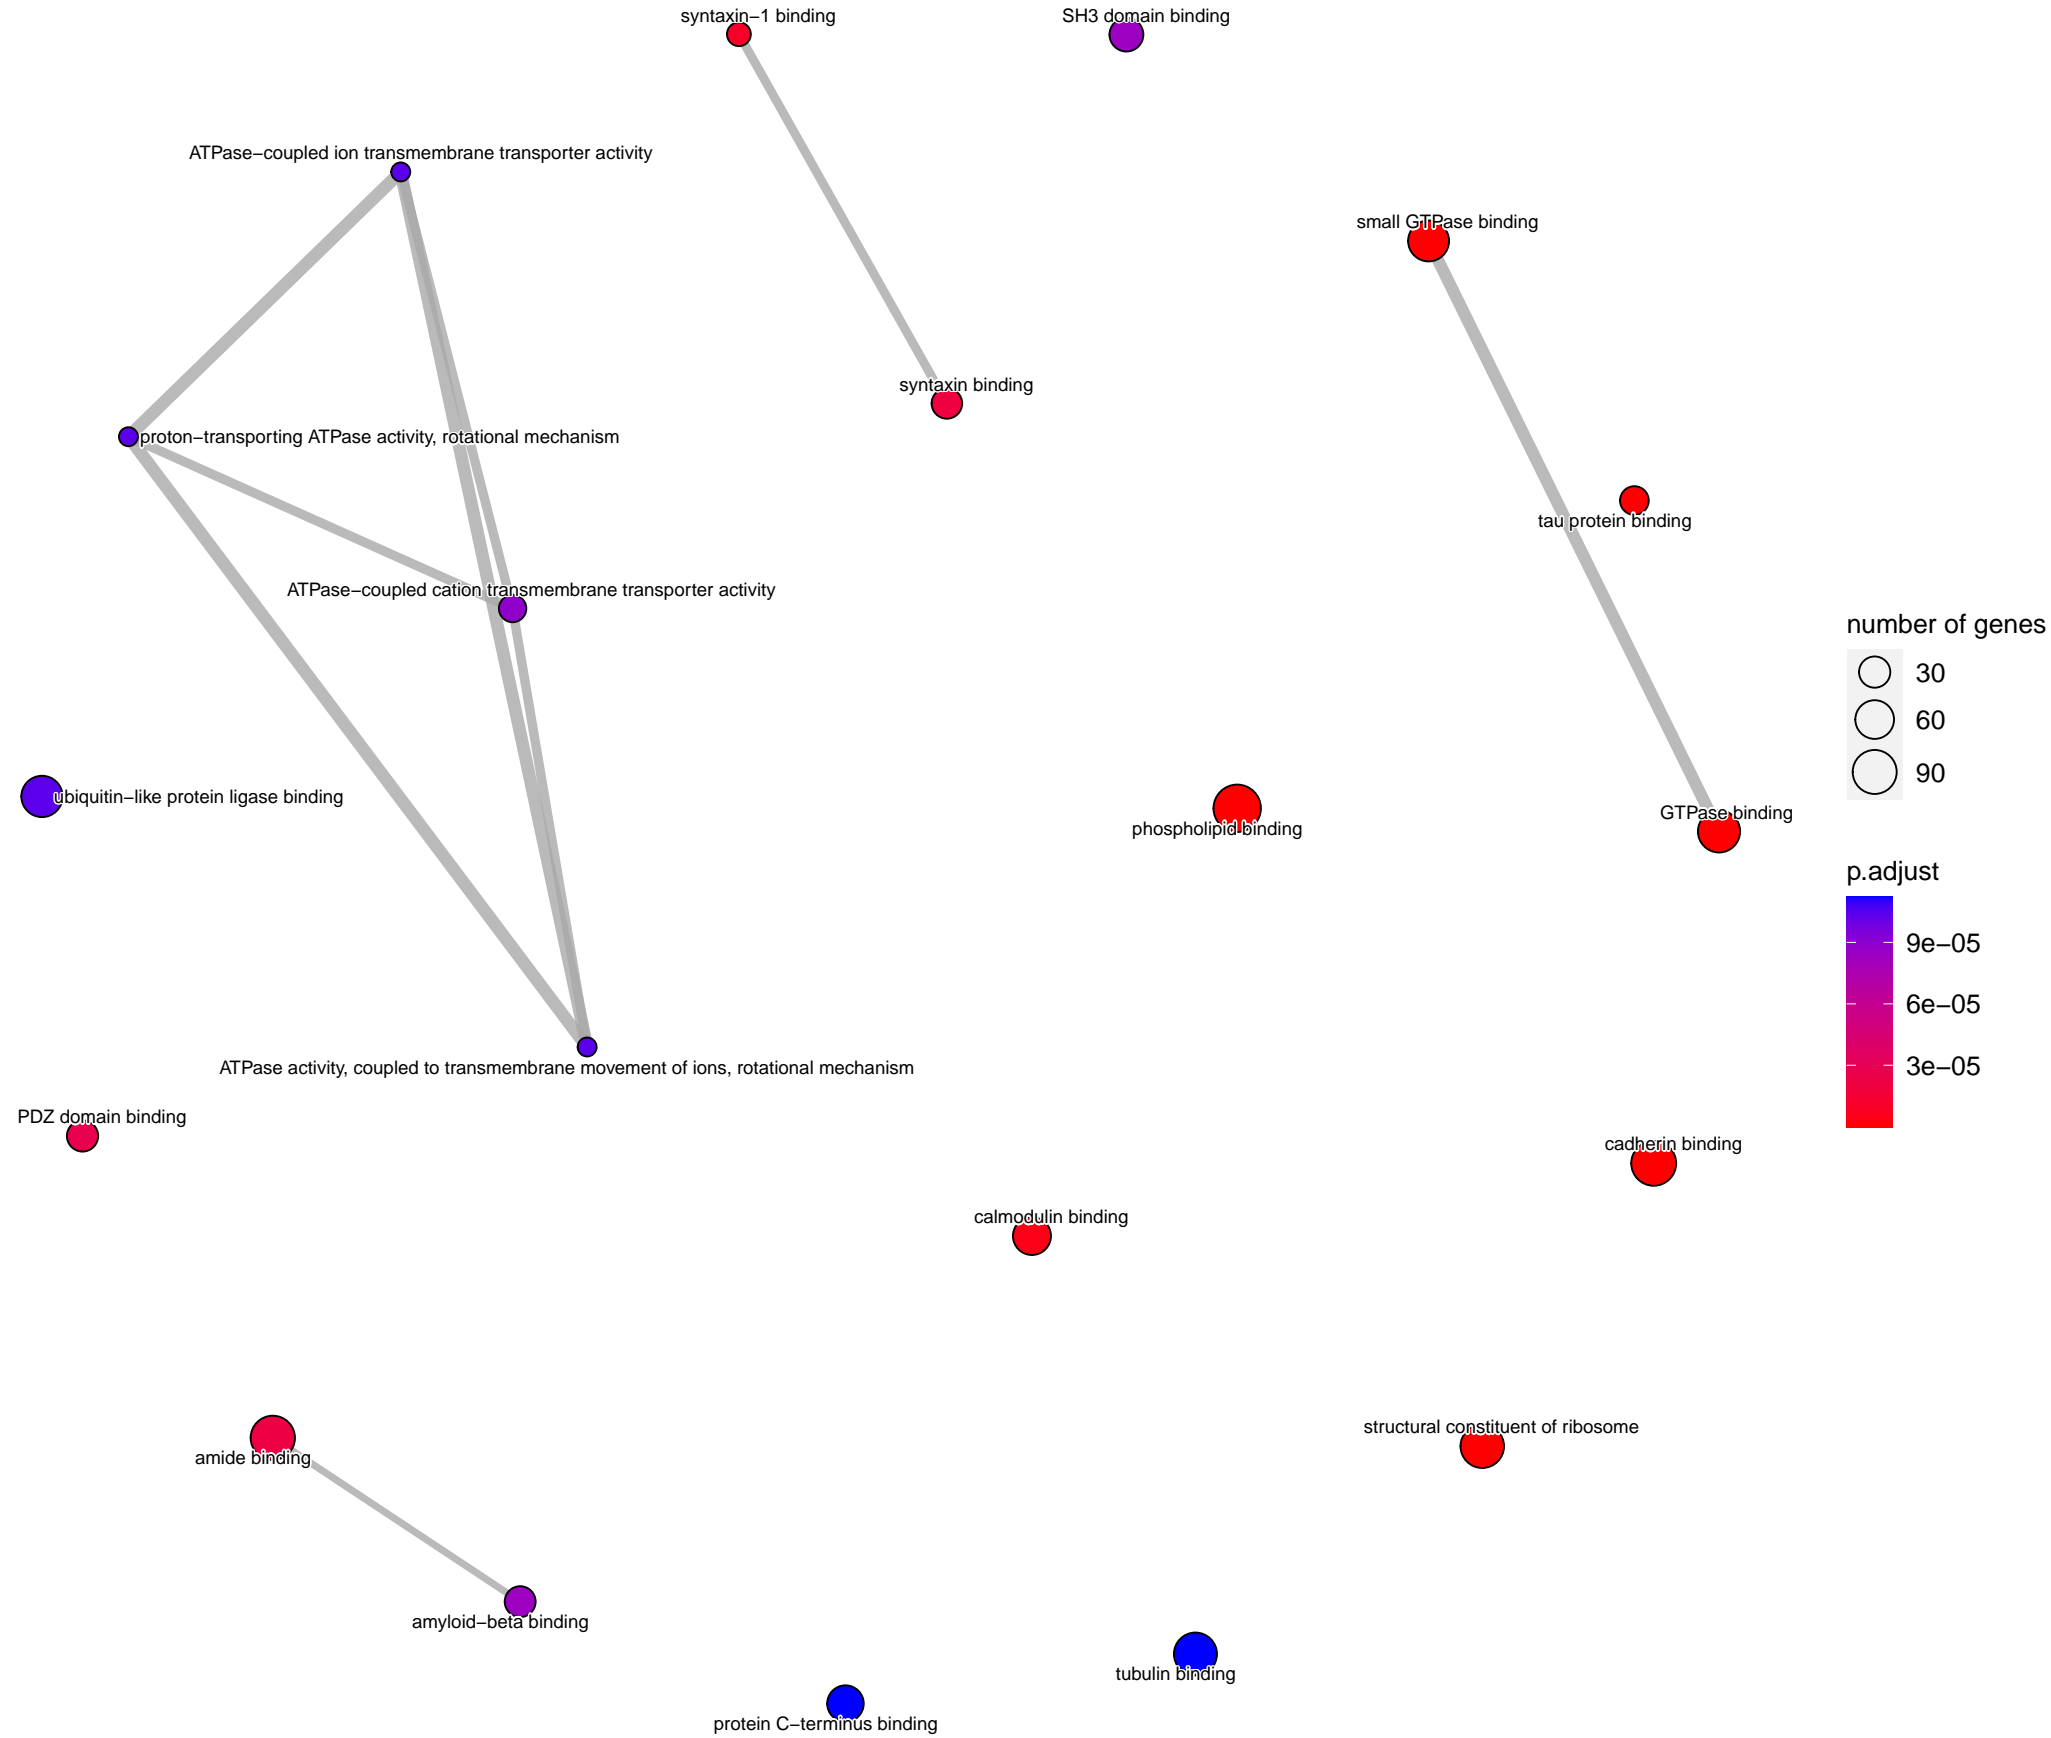 syntaxin−1 binding
SH3 domain binding
ATPase−coupled ion transmembrane transporter activity
small GTPase binding
syntaxin binding
proton−transporting ATPase activity, rotational mechanism
tau protein binding
ATPase−coupled cation transmembrane transporter activity
ubiquitin−like protein ligase binding
phospholipid binding
GTPase binding
ATPase activity, coupled to transmembrane movement of ions, rotational mechanism
PDZ domain binding
cadherin binding
calmodulin binding
structural constituent of ribosome
amide binding
amyloid−beta binding
tubulin binding
protein C−terminus binding
number of genes
30
60
90
p.adjust
9e−05
6e−05
3e−05